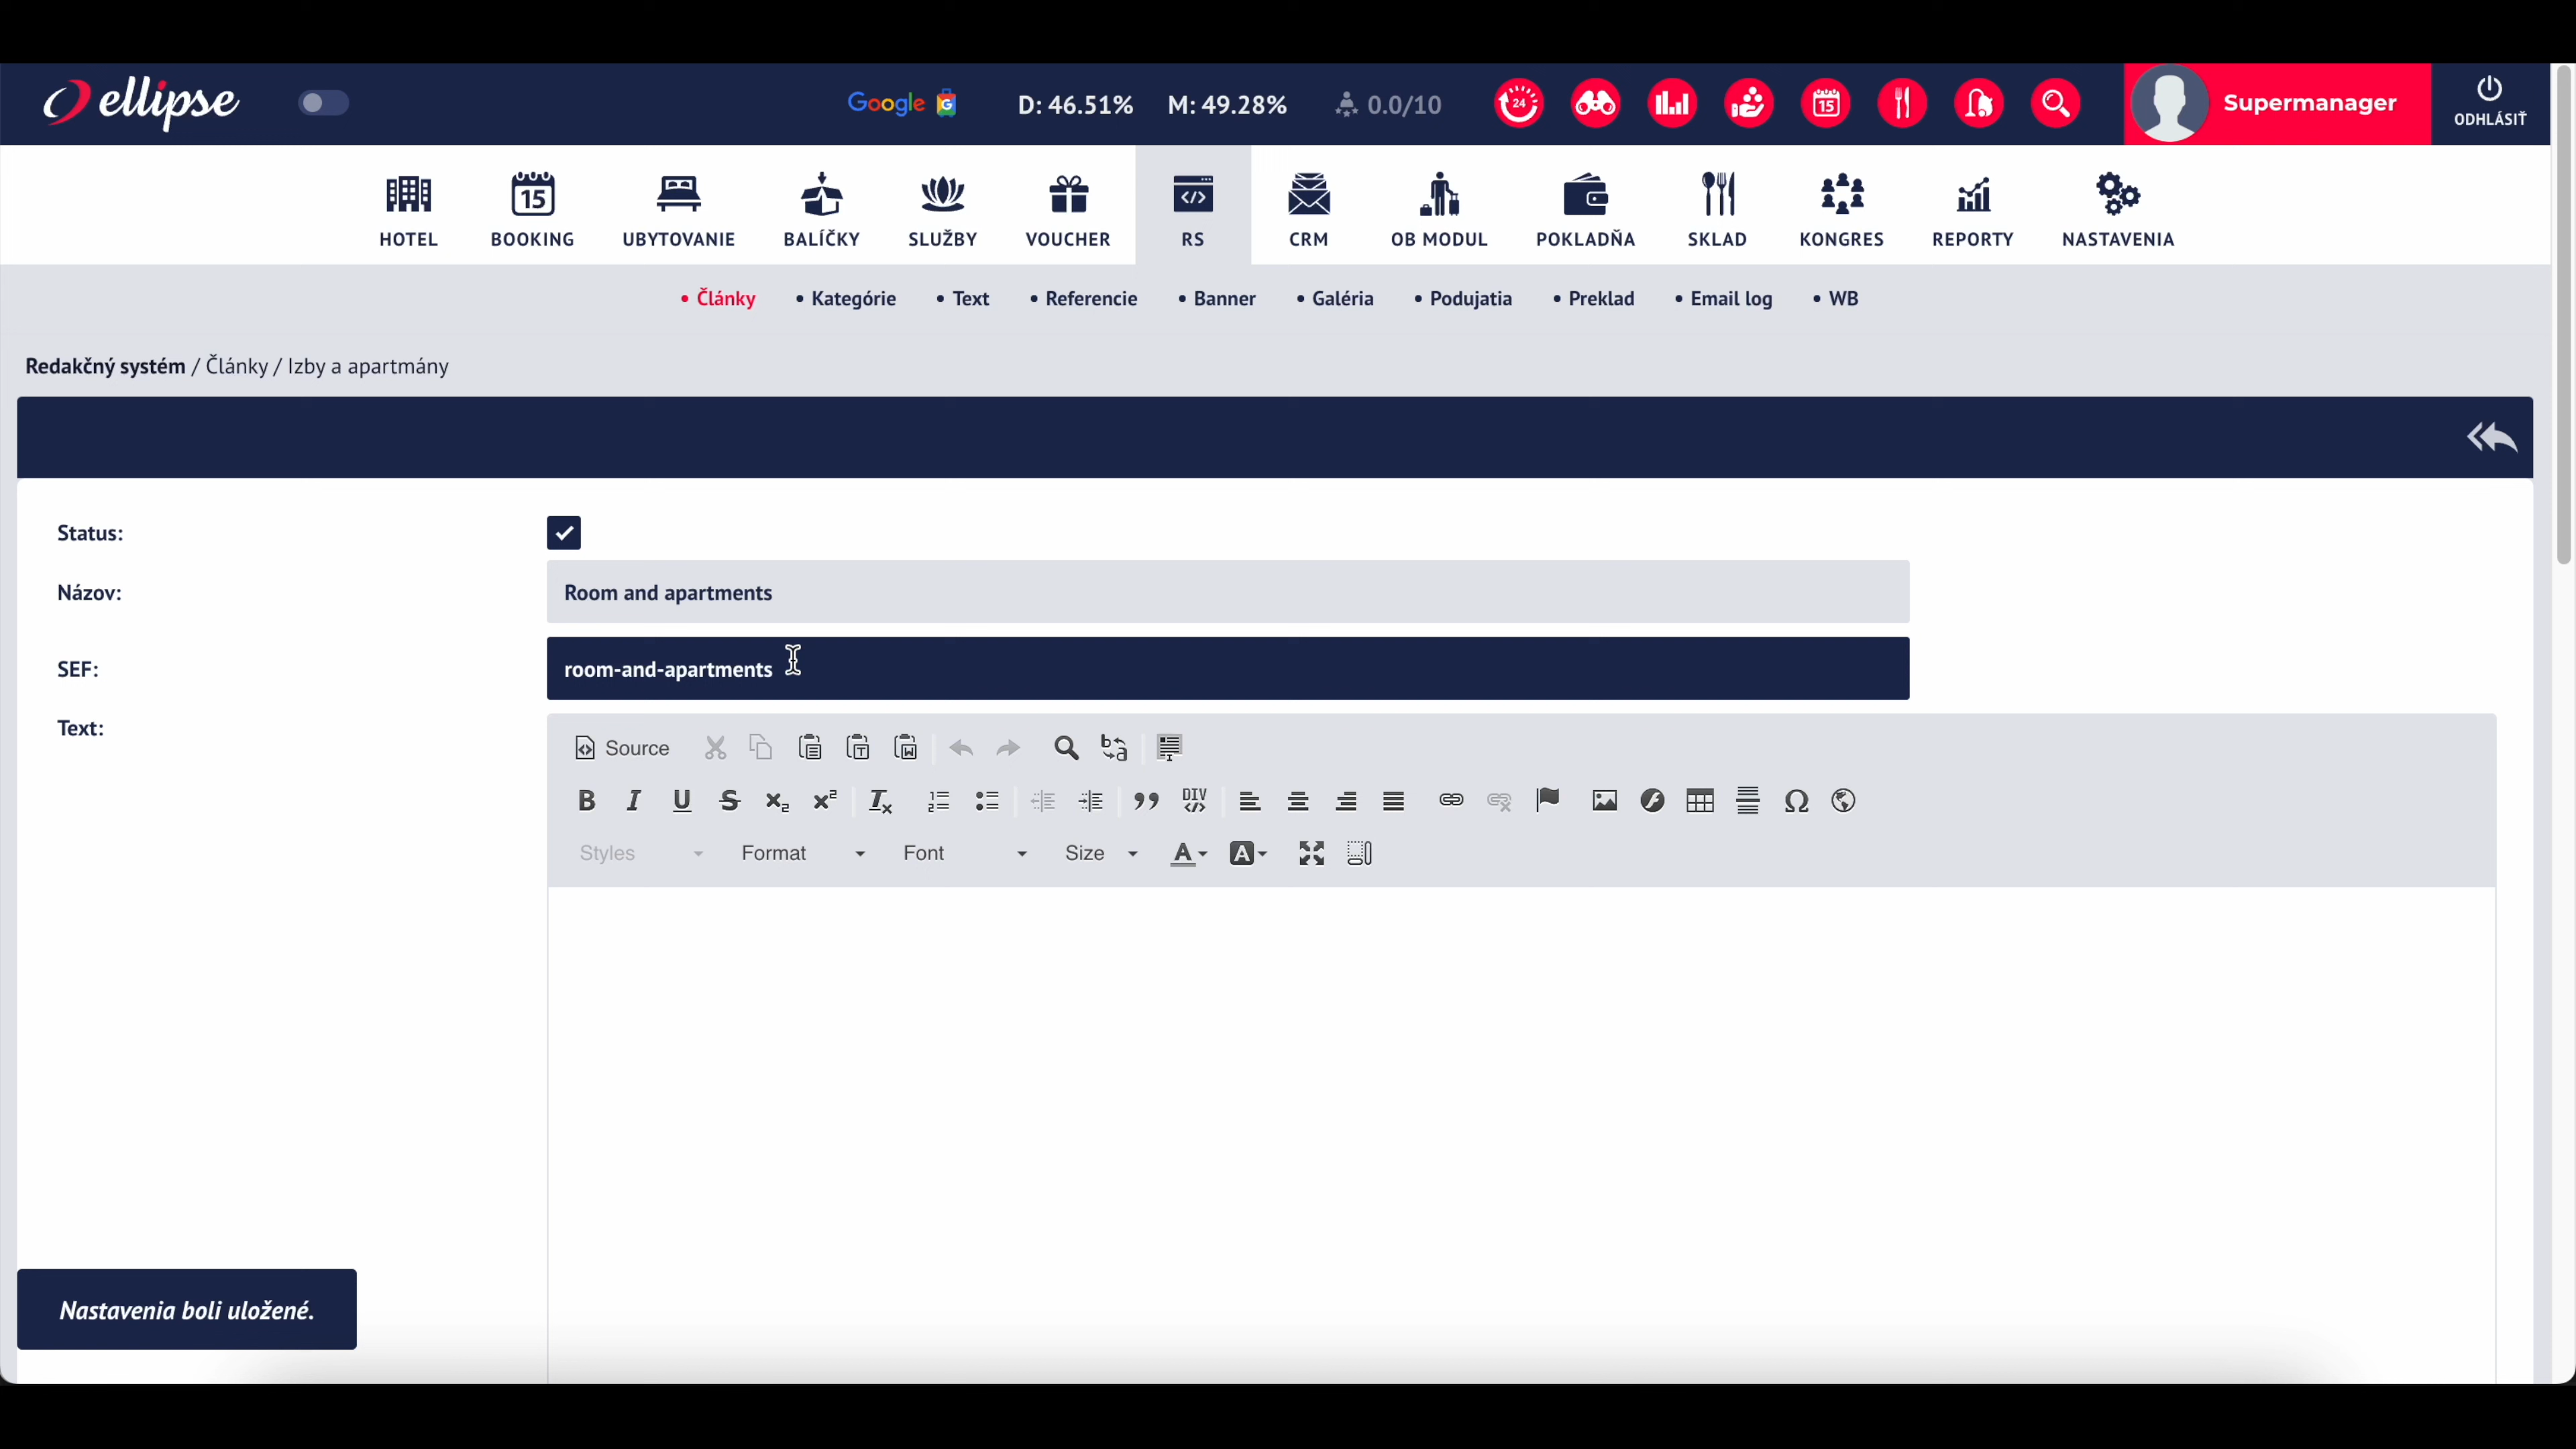 ellipse
Google G D: 46.51% M: 49.28% 0.0/10 24 15 Supermanager ODHLÁSIŤ
15
HOTEL BOOKING UBYTOVANIE BALÍČKY SLUŽBY VOUCHER RS CRM OB MODUL POKLADŇA SKLAD KONGRES REPORTY NASTAVENIA
• Články • Kategórie • Text • Referencie • Banner • Galéria • Podujatia • Preklad • Email log • WB
Redakčný systém / Články / Izby a apartmány
Status:
Názov: Room and apartments
SEF: room-and-apartments
Text:
Source
Styles Format Font Size
Nastavenia boli uložené.